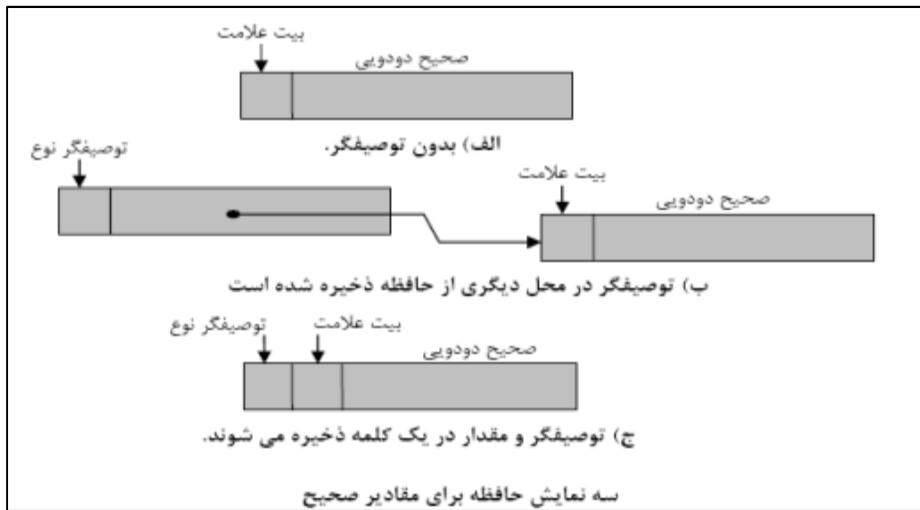 بیت علامت
صحیح دودویی
الف) بدون توصیفگر.
توصیفگر نوع
بیت علامت
صحیح دودویی
ب) توصیفگر در محل دیگری از حافظه ذخیره شده است
توصیفگر نوع بیت علامت
صحیح دودویی
ج) توصیفگر و مقدار در یک کلمه ذخیره می شوند.
سه نمایش حافظه برای مقادیر صحیح